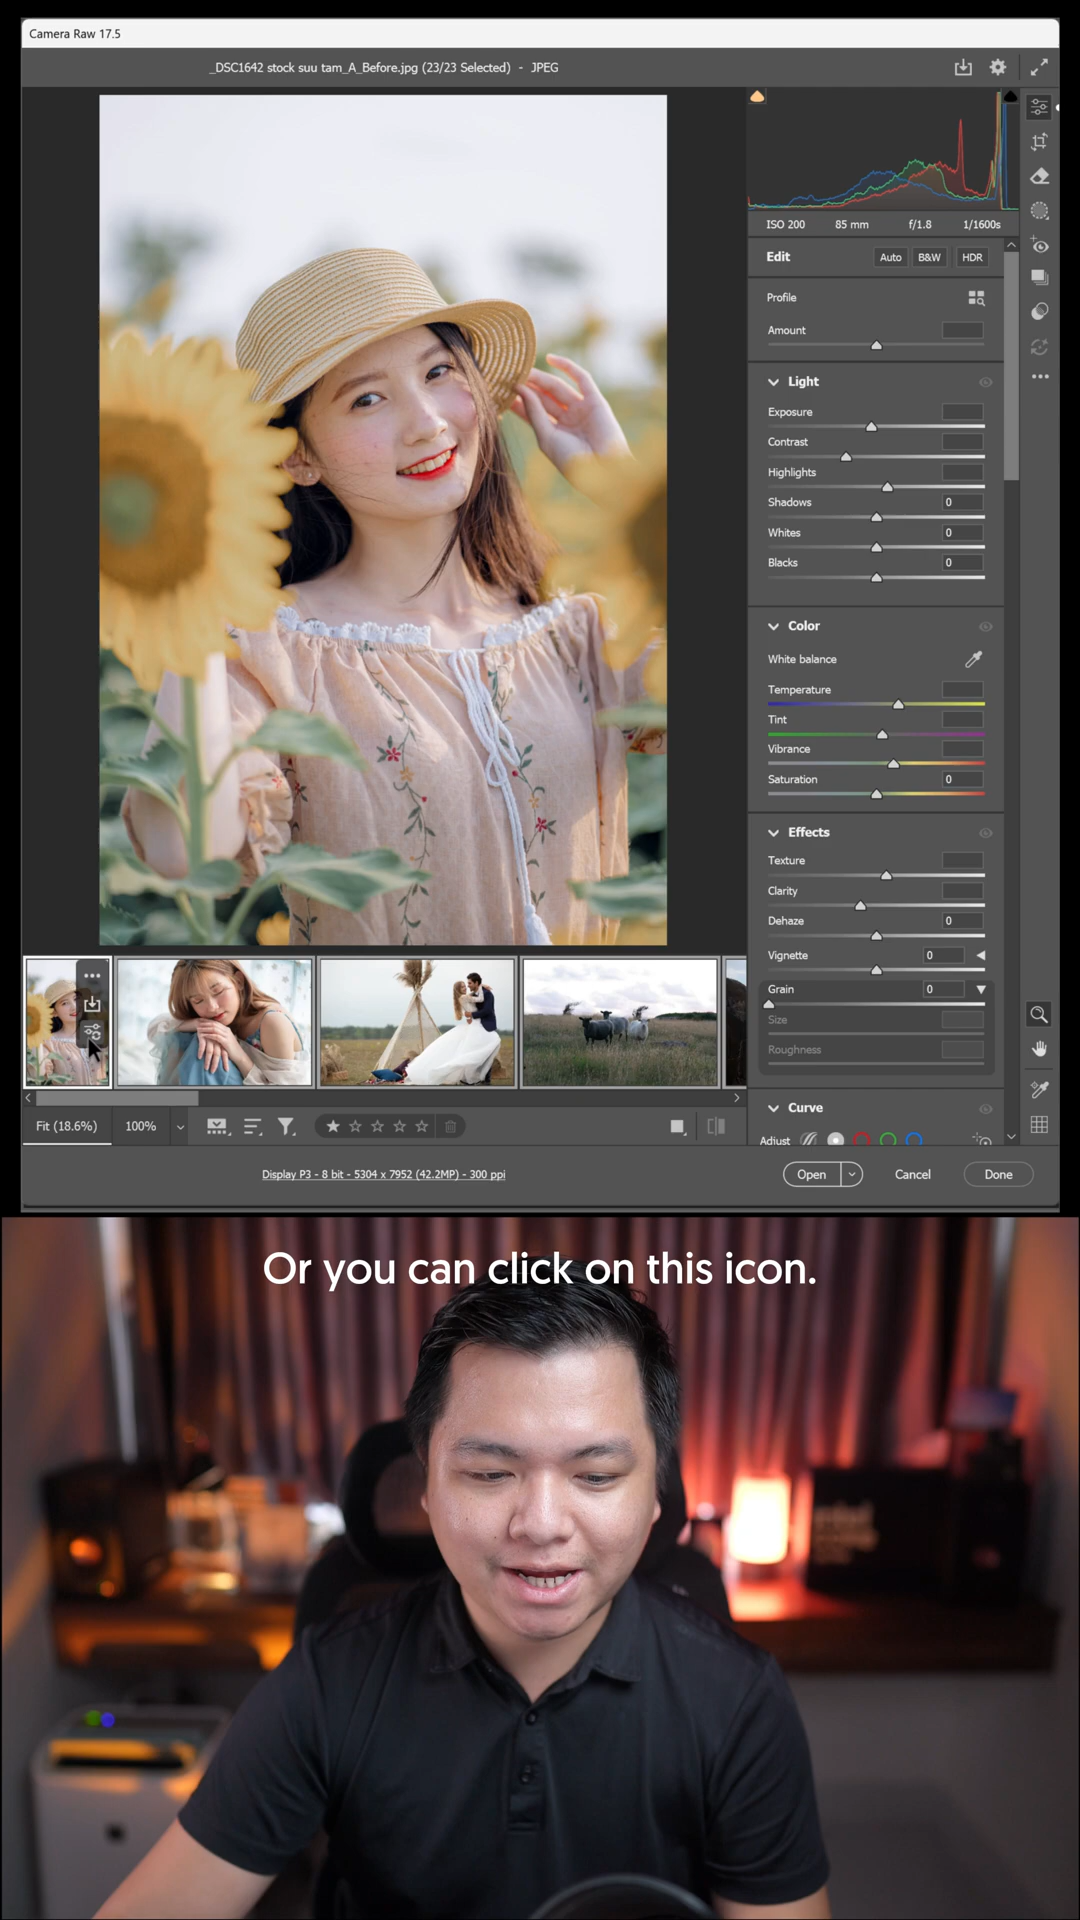 Camera Raw 17.5
_DSC1642 stock suu tam_A_Before.jpg (23/23 Selected) - JPEG
ISO 200 85 mm f/1.8 1/1600s
Edit Auto B&W HDR
Profile
Amount
Light
Exposure
Contrast
Highlights
Shadows 0
Whites 0
Blacks 0
Color
White balance
Temperature
Tint
Vibrance
Saturation 0
Effects
Texture
Clarity
Dehaze 0
Vignette 0
Grain 0
Size
Roughness
Curve
Adjust
Fit (18.6%) 100%
Display P3 - 8 bit - 5304 x 7952 (42.2MP) - 300 ppi
Open Cancel Done
Or you can click on this icon.